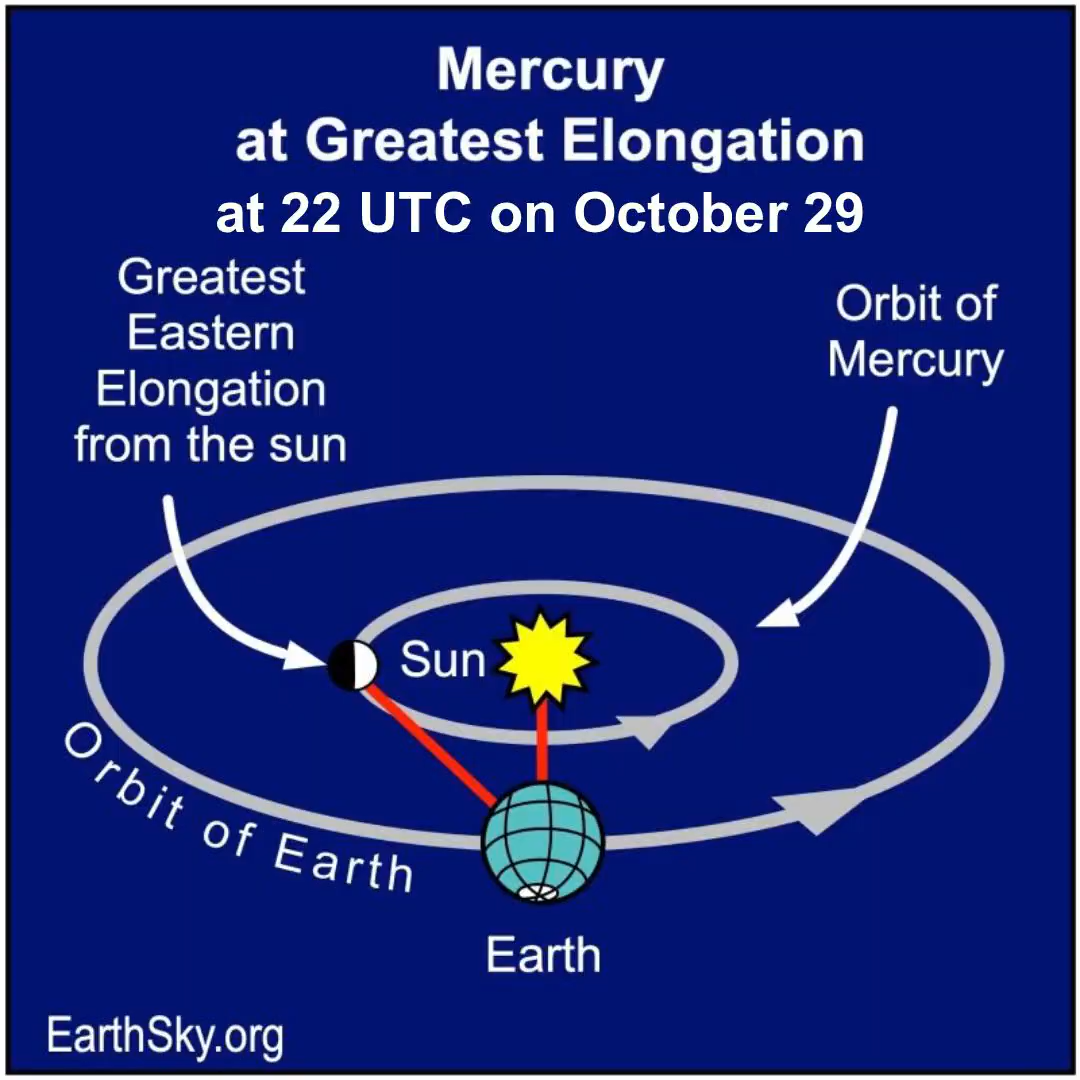 Mercury
at Greatest Elongation
at 22 UTC on October 29
Greatest
Eastern
Elongation
from the sun
Orbit of
Mercury
Sun
Orbit of Earth
Earth
EarthSky.org